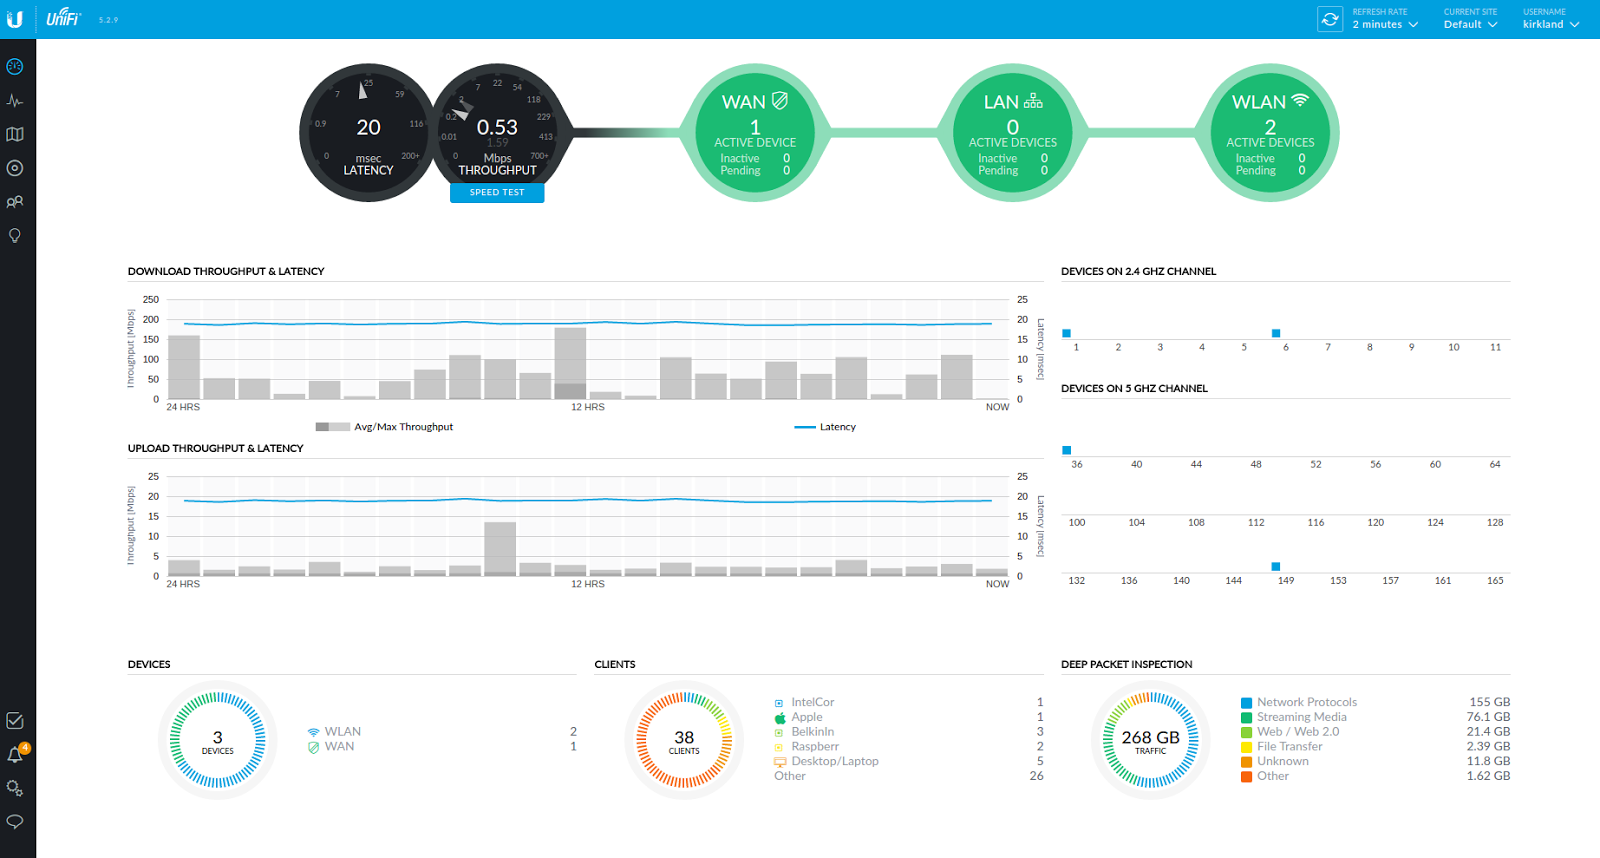 UniFi 5.2.9
REFRESH RATE
2 minutes
CURRENT SITE
Default
USERNAME
kirkland
0 0.9 7 25 59 116 200+
20
msec
LATENCY
0 0.01 0.2 2 7 22 54 118 229 413 700+
0.53
1.59
Mbps
THROUGHPUT
SPEED TEST
WAN
1
ACTIVE DEVICE
Inactive 0
Pending 0
LAN
0
ACTIVE DEVICES
Inactive 0
Pending 0
WLAN
2
ACTIVE DEVICES
Inactive 0
Pending 0
DOWNLOAD THROUGHPUT & LATENCY
Throughput [Mbps]
250
200
150
100
50
0
25
20
15
10
5
0
Latency [msec]
24 HRS 12 HRS NOW
Avg/Max Throughput Latency
UPLOAD THROUGHPUT & LATENCY
Throughput [Mbps]
25
20
15
10
5
0
25
20
15
10
5
0
Latency [msec]
24 HRS 12 HRS NOW
DEVICES ON 2.4 GHZ CHANNEL
1 2 3 4 5 6 7 8 9 10 11
DEVICES ON 5 GHZ CHANNEL
36 40 44 48 52 56 60 64
100 104 108 112 116 120 124 128
132 136 140 144 149 153 157 161 165
DEVICES
3
DEVICES
WLAN 2
WAN 1
CLIENTS
38
CLIENTS
IntelCor 1
Apple 1
BelkinIn 3
Raspberr 2
Desktop/Laptop 5
Other 26
DEEP PACKET INSPECTION
268 GB
TRAFFIC
Network Protocols 155 GB
Streaming Media 76.1 GB
Web / Web 2.0 21.4 GB
File Transfer 2.39 GB
Unknown 11.8 GB
Other 1.62 GB
4